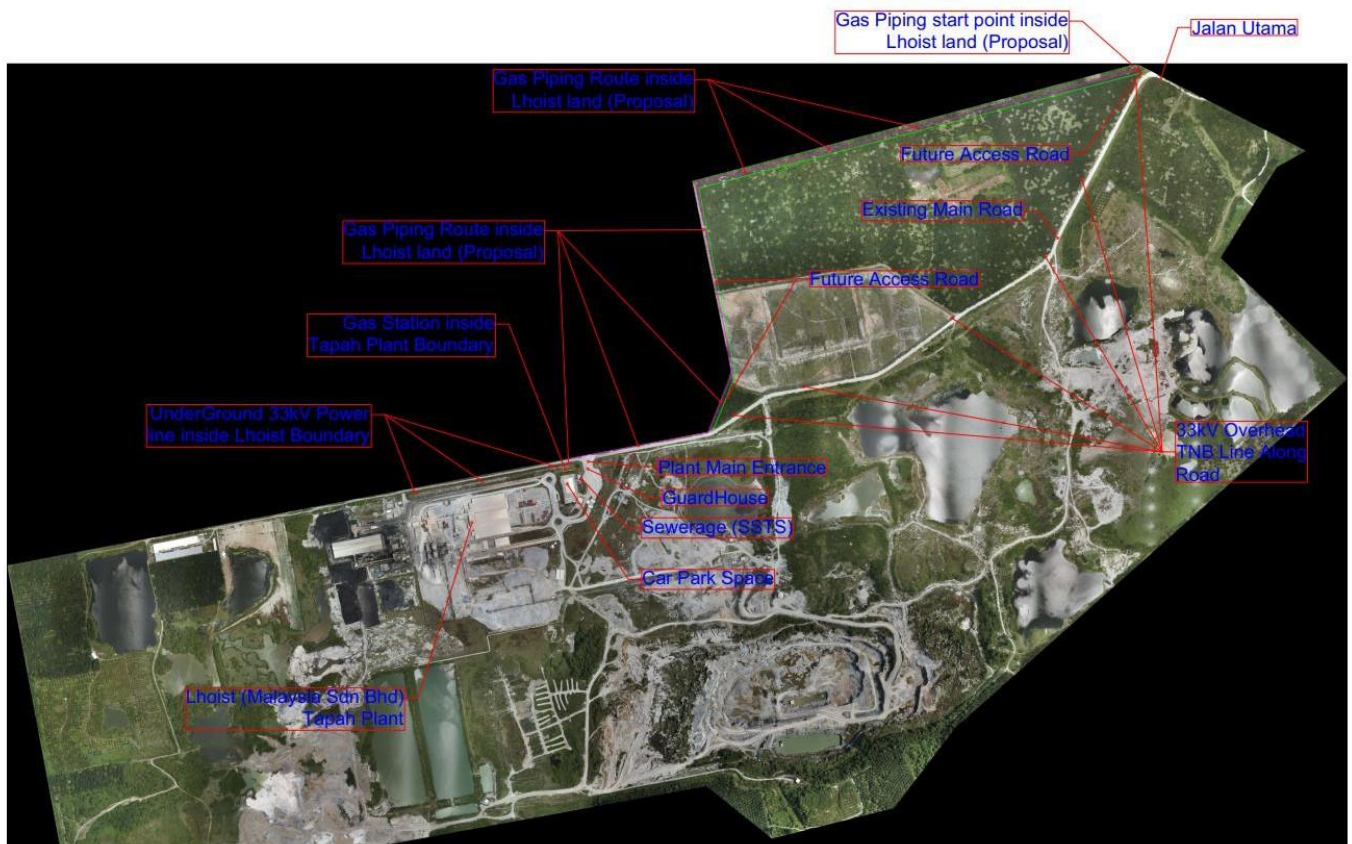 Gas Piping start point inside
Lhoist land (Proposal)
Jalan Utama
Gas Piping Route inside
Lhoist land (Proposal)
Future Access Road
Existing Main Road
Gas Piping Route inside
Lhoist land (Proposal)
Future Access Road
Gas Station inside
Tapah Plant Boundary
UnderGround 33kV Power
line inside Lhoist Boundary
33kV Overhead
TNB Line Along
Road
Plant Main Entrance
GuardHouse
Sewerage (SSTS)
Car Park Space
Lhoist (Malaysia Sdn Bhd)
Tapah Plant